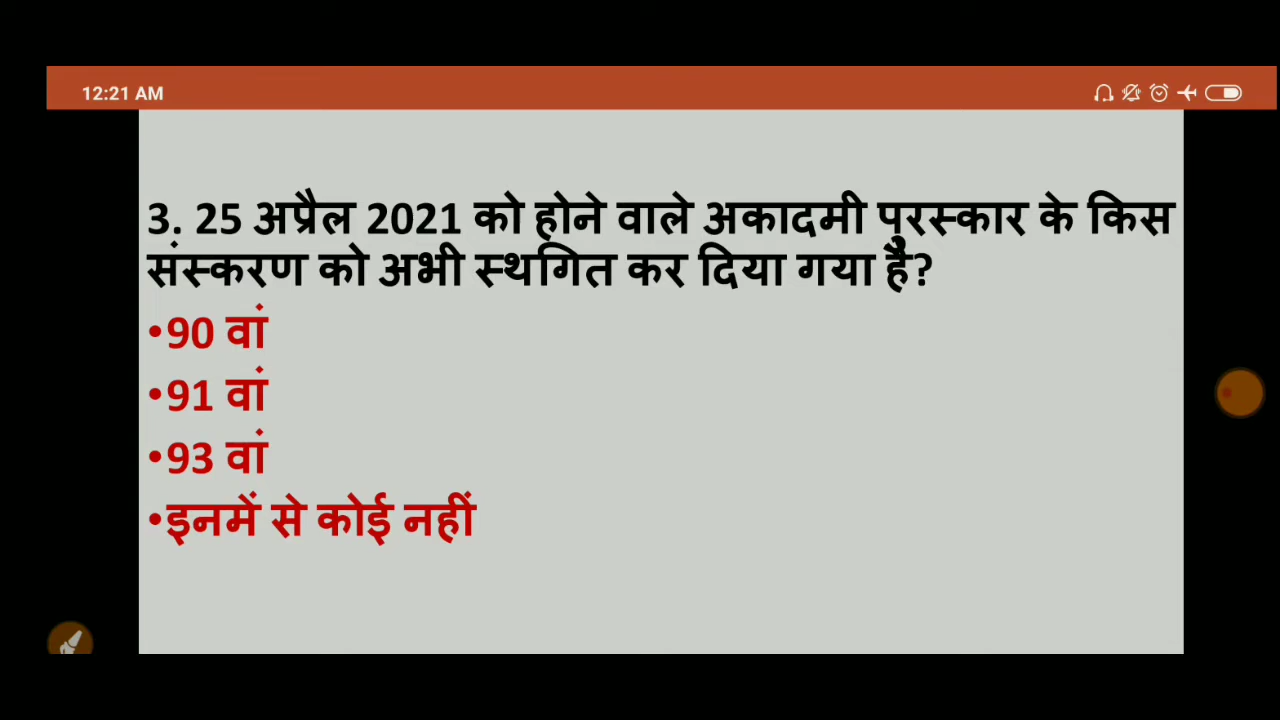 12:21 AM
3. 25 अप्रैल 2021 को होने वाले अकादमी पुरस्कार के किस
संस्करण को अभी स्थगित कर दिया गया है?
•90 वां
•91 वां
•93 वां
•इनमें से कोई नहीं